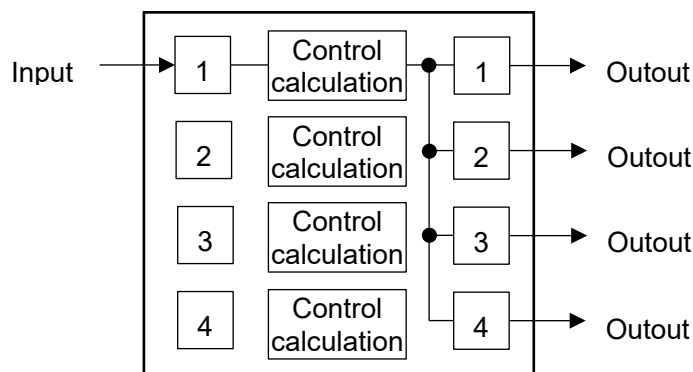 Input 1 Control calculation 1 Outout
2 Control calculation 2 Outout
3 Control calculation 3 Outout
4 Control calculation 4 Outout